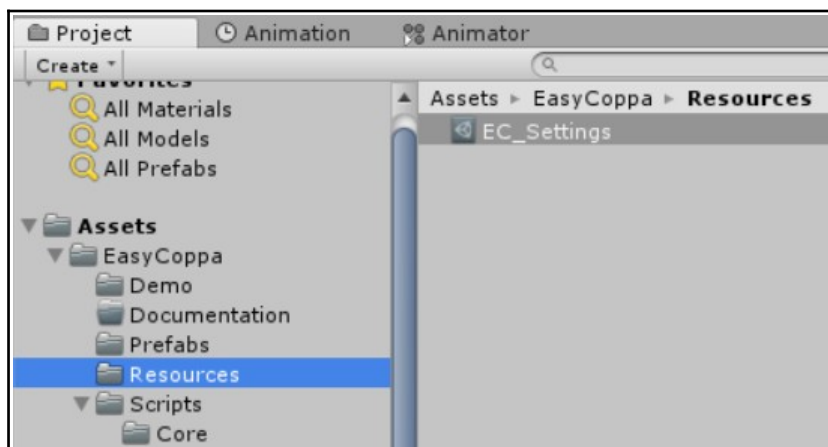 Project Animation Animator
Create
Favorites
All Materials
All Models
All Prefabs
Assets
EasyCoppa
Demo
Documentation
Prefabs
Resources
Scripts
Core
Assets EasyCoppa Resources
EC_Settings